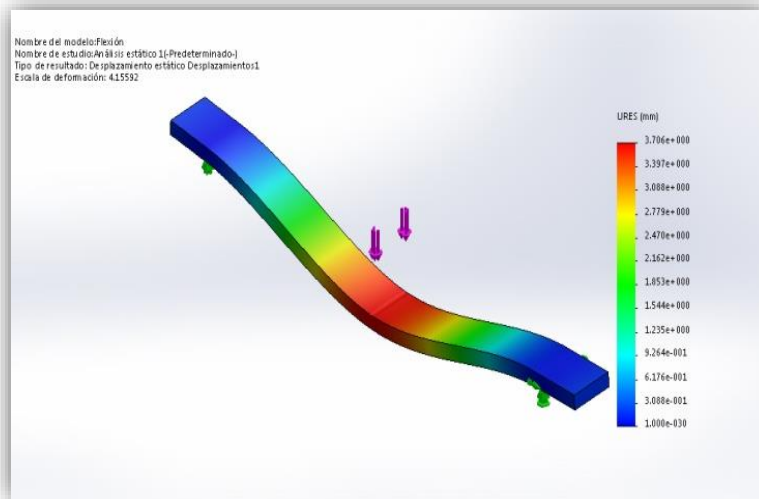 Nombre del modelo:Flexión
Nombre de estudio:Análisis estático 1(-Predeterminado-)
Tipo de resultado: Desplazamiento estático Desplazamientos1
Escala de deformación: 4.15592
URES (mm)
3.706e+000
3.397e+000
3.088e+000
2.779e+000
2.470e+000
2.162e+000
1.853e+000
1.544e+000
1.235e+000
9.264e-001
6.176e-001
3.088e-001
1.000e-030